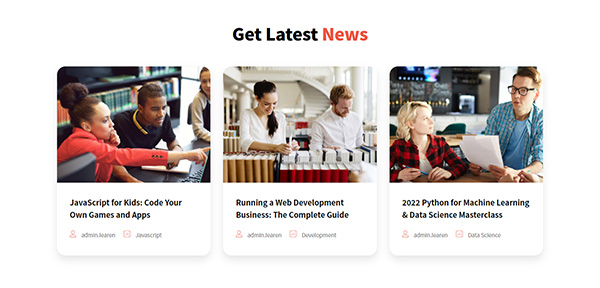 Get Latest News
JavaScript for Kids: Code Your
Own Games and Apps
admin.learen Javascript
Running a Web Development
Business: The Complete Guide
admin.learen Development
2022 Python for Machine Learning
& Data Science Masterclass
admin.learen Data Science